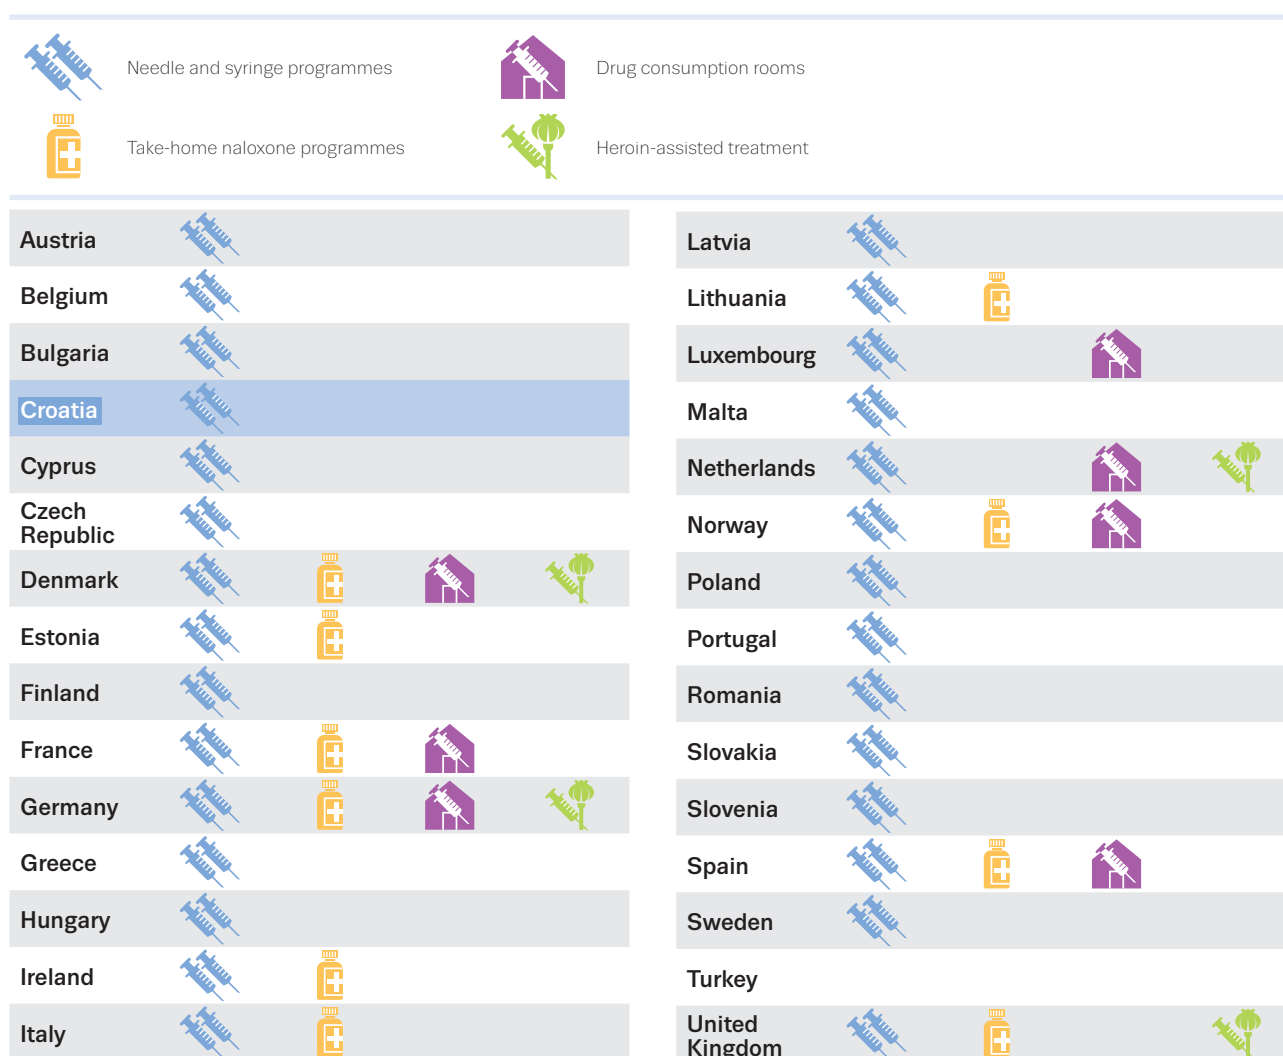 Needle and syringe programmes
Drug consumption rooms
Take-home naloxone programmes
Heroin-assisted treatment
Austria
Belgium
Bulgaria
Croatia
Cyprus
Czech
Republic
Denmark
Estonia
Finland
France
Germany
Greece
Hungary
Ireland
Italy
Latvia
Lithuania
Luxembourg
Malta
Netherlands
Norway
Poland
Portugal
Romania
Slovakia
Slovenia
Spain
Sweden
Turkey
United
Kingdom